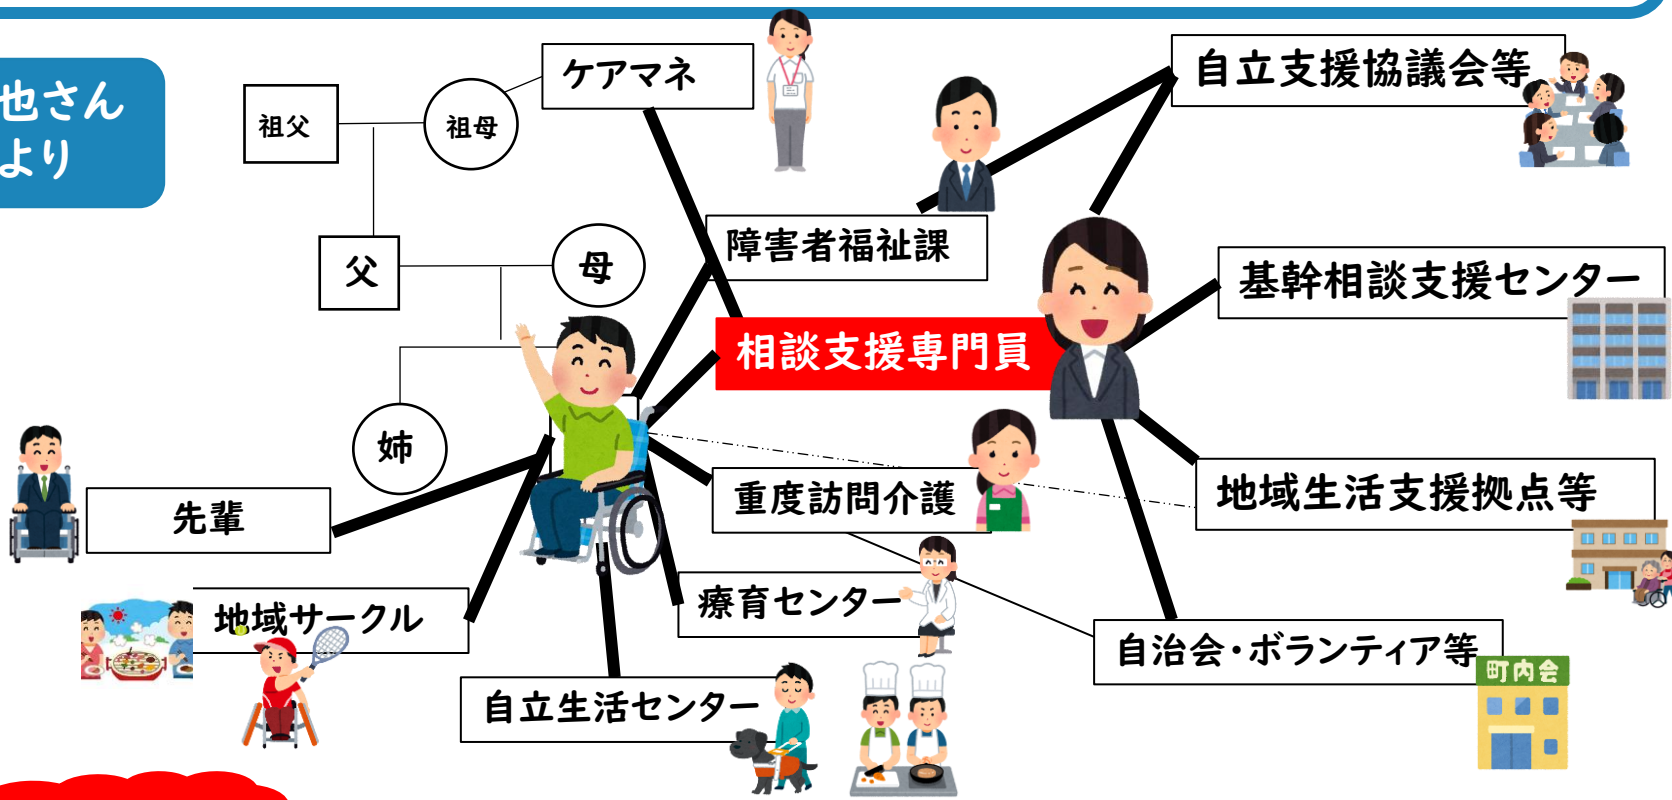 也さん
より
ケアマネ
自立支援協議会等
祖父
祖母
障害者福祉課
父
母
基幹相談支援センター
相談支援専門員
姉
先輩
重度訪問介護
地域生活支援拠点等
療育センター
地域サークル
自治会・ボランティア等
町内会
自立生活センター